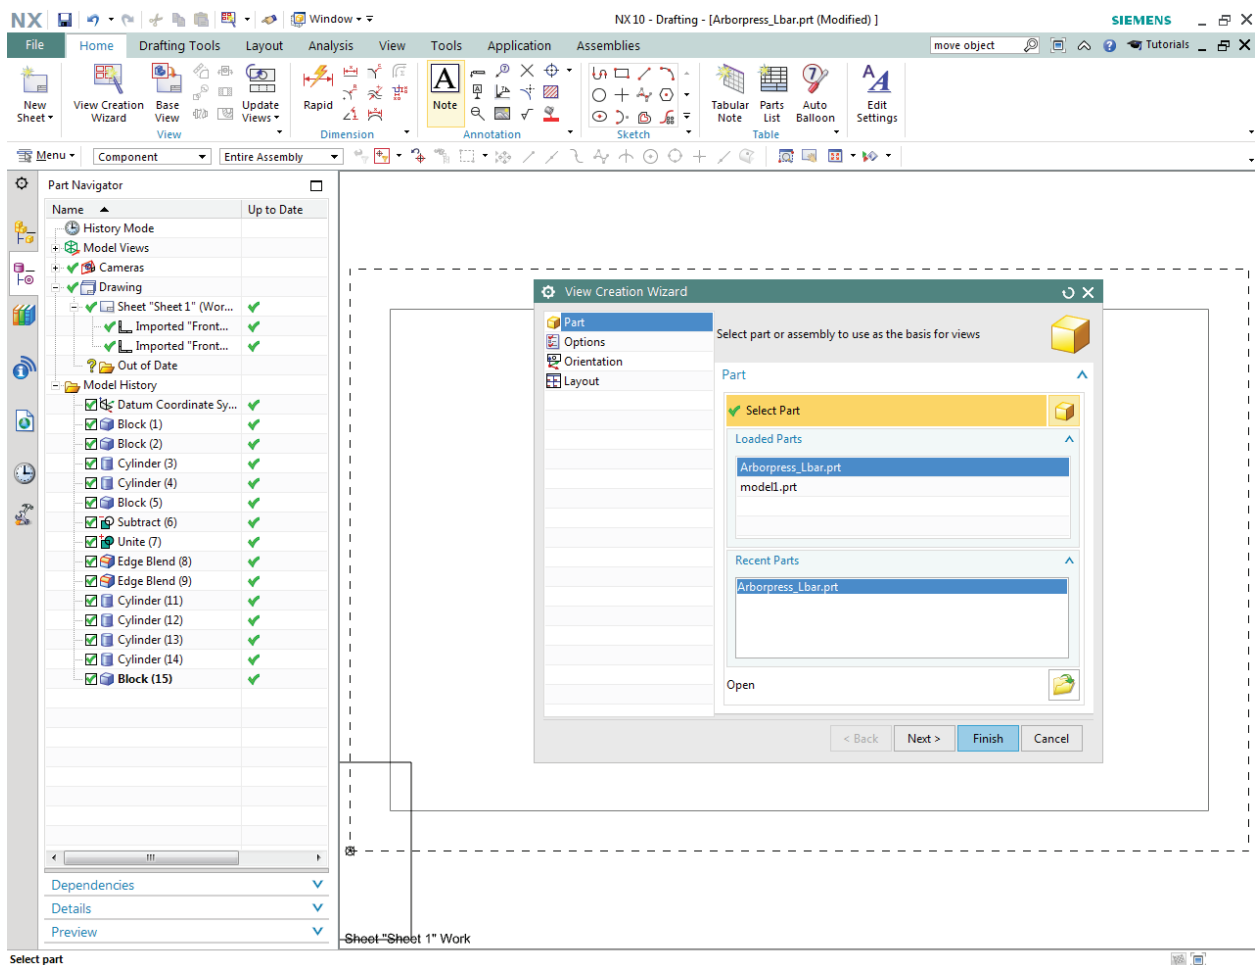 NX Window NX 10 - Drafting - [Arborpress_Lbar.prt (Modified) ] SIEMENS
File Home Drafting Tools Layout Analysis View Tools Application Assemblies move object Tutorials
New Sheet View Creation Wizard Base View Update Views Rapid Note Tabular Note Parts List Auto Balloon Edit Settings
View Dimension Annotation Sketch Table
Menu Component Entire Assembly
Part Navigator
Name Up to Date
History Mode
Model Views
Cameras
Drawing
Sheet "Sheet 1" (Wor...
Imported "Front...
Imported "Front...
Out of Date
Model History
Datum Coordinate Sy...
Block (1)
Block (2)
Cylinder (3)
Cylinder (4)
Block (5)
Subtract (6)
Unite (7)
Edge Blend (8)
Edge Blend (9)
Cylinder (11)
Cylinder (12)
Cylinder (13)
Cylinder (14)
Block (15)
Dependencies
Details
Preview
View Creation Wizard
Part
Options
Orientation
Layout
Select part or assembly to use as the basis for views
Part
Select Part
Loaded Parts
Arborpress_Lbar.prt
model1.prt
Recent Parts
Arborpress_Lbar.prt
Open
< Back Next > Finish Cancel
Sheet "Sheet 1" Work
Select part